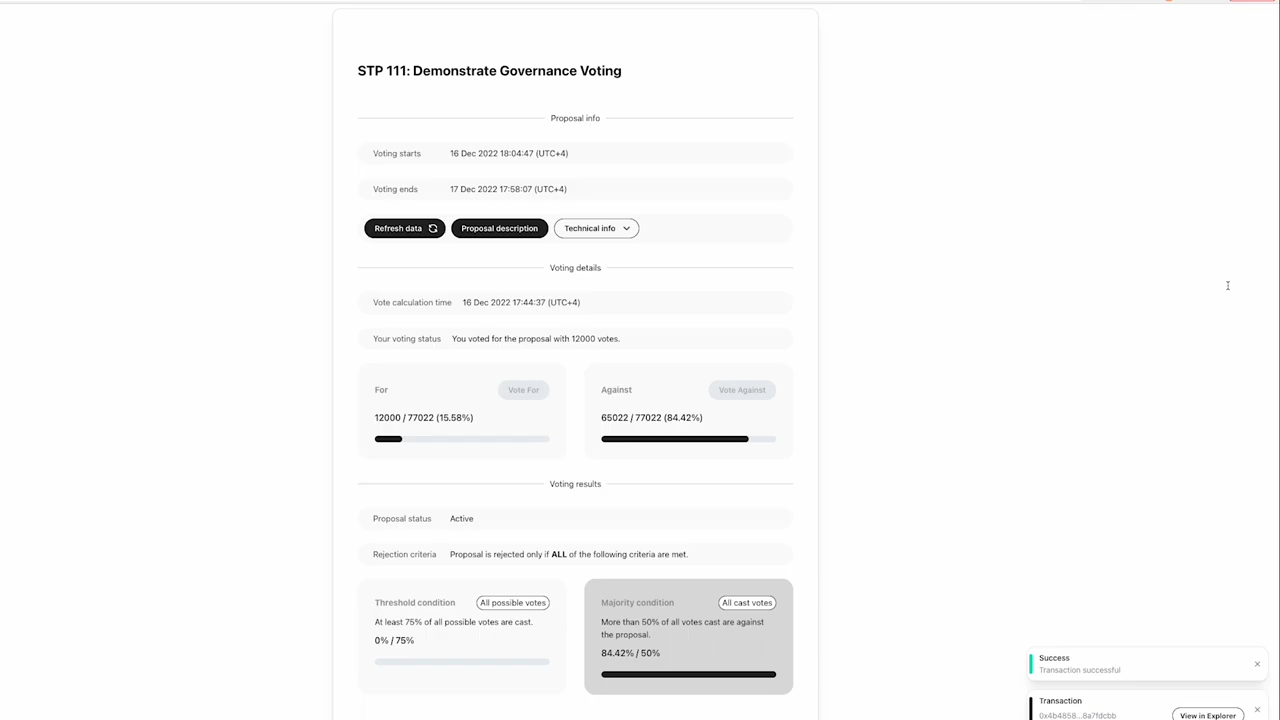 STP 111: Demonstrate Governance Voting
Proposal info
Voting starts 16 Dec 2022 18:04:47 (UTC+4)
Voting ends 17 Dec 2022 17:58:07 (UTC+4)
Refresh data Proposal description Technical info
Voting details
Vote calculation time 16 Dec 2022 17:44:37 (UTC+4)
Your voting status You voted for the proposal with 12000 votes.
For Vote For
12000 / 77022 (15.58%)
Against Vote Against
65022 / 77022 (84.42%)
Voting results
Proposal status Active
Rejection criteria Proposal is rejected only if ALL of the following criteria are met.
Threshold condition All possible votes
At least 75% of all possible votes are cast.
0% / 75%
Majority condition All cast votes
More than 50% of all votes cast are against
the proposal.
84.42% / 50%
Success
Transaction successful
Transaction
0x4b4858...8a7fdcbb View in Explorer